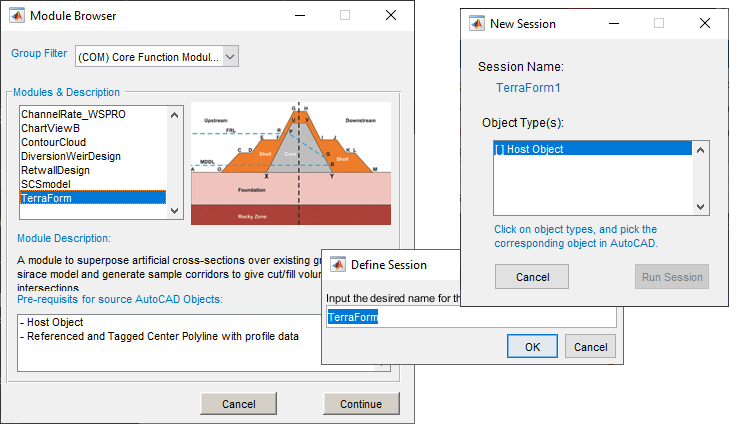 Module Browser
Group Filter
(COM) Core Function Modul...
Modules & Description
ChannelRate_WSPRO
ChartViewB
ContourCloud
DiversionWeirDesign
RetwallDesign
SCSmodel
TerraForm
G H
Upstream
Downstream
U V
FRL
R
P
E F
I J
C D
Shell
Core
Q
K L
Shell
MDDL
B
A
O
M
X
Y
Foundation
Rocky Zone
Module Description:
A module to superpose artificial cross-sections over existing gr
sirace model and generate sample corridors to give cut/fill volu
intersections.
Pre-requisits for source AutoCAD Objects:
- Host Object
- Referenced and Tagged Center Polyline with profile data
Cancel
Continue
Define Session
Input the desired name for th
TerraForm
OK
Cancel
New Session
Session Name:
TerraForm1
Object Type(s):
[ ] Host Object
Click on object types, and pick the
corresponding object in AutoCAD.
Cancel
Run Session